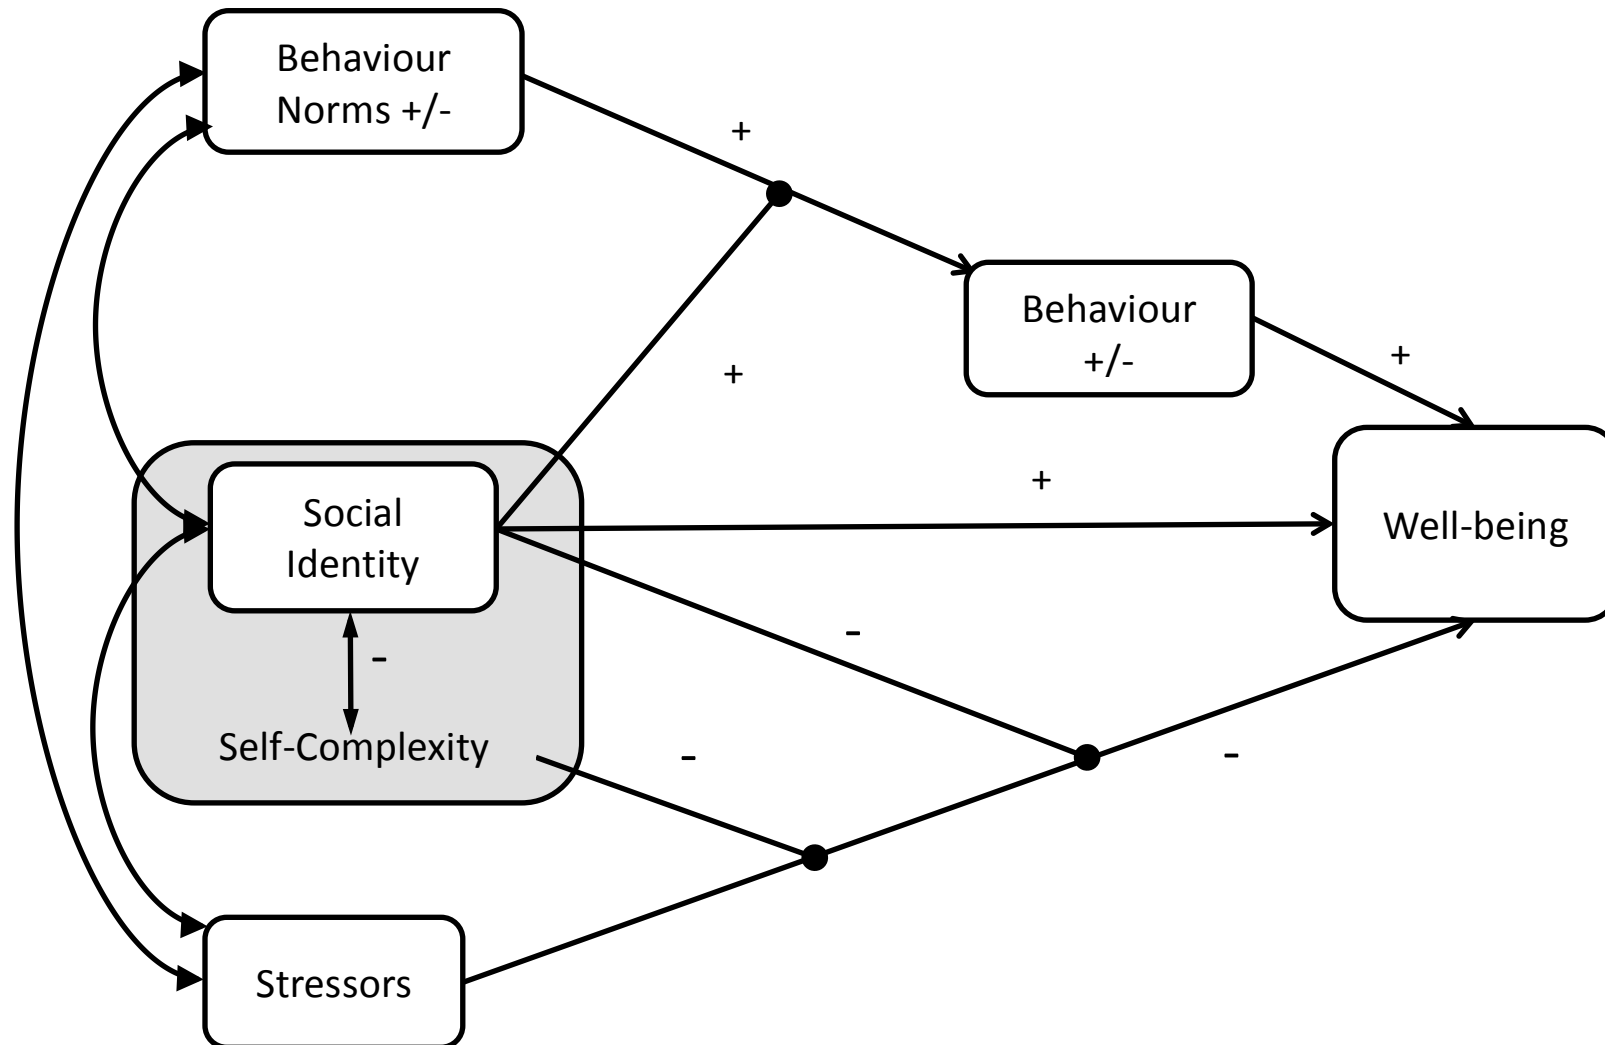 Behaviour
Norms +/-
+
Behaviour
+/-
+
+
+
Social
Identity
Well-being
-
-
Self-Complexity
-
-
Stressors